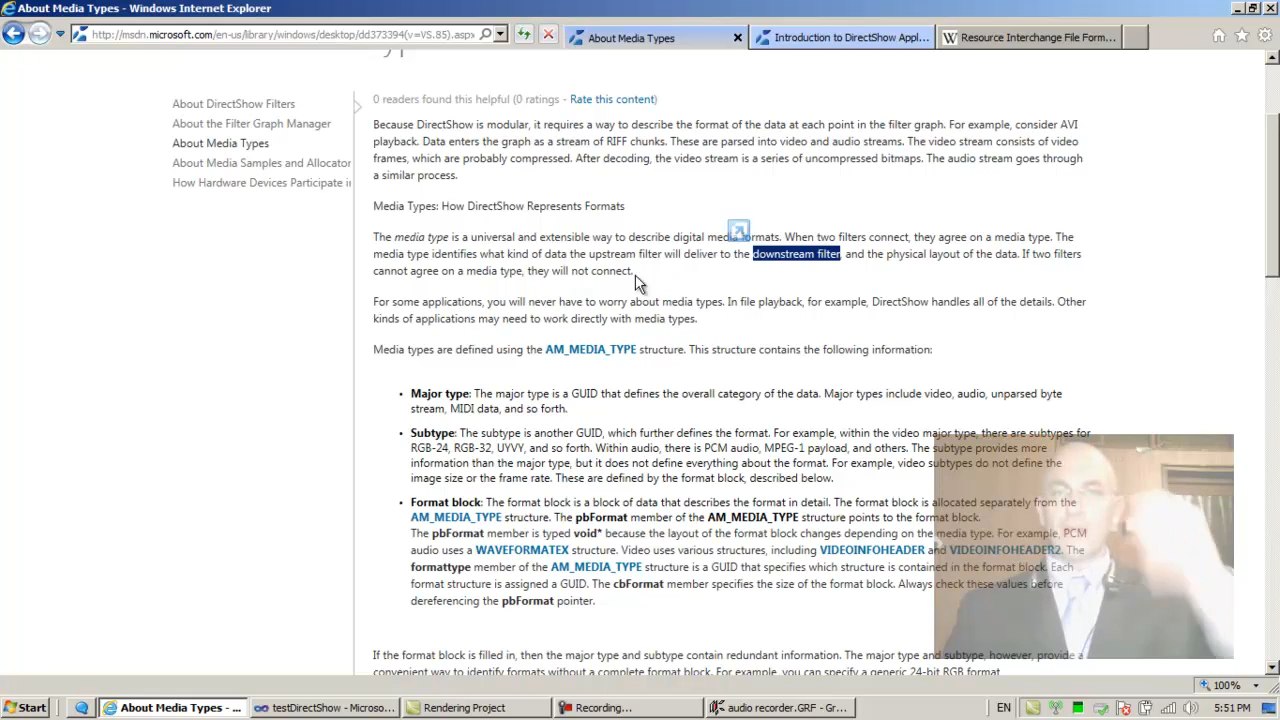 About Media Types - Windows Internet Explorer
http://msdn.microsoft.com/en-us/library/windows/desktop/dd373394(v=VS.85).aspx
About Media Types
Introduction to DirectShow Appl...
Resource Interchange File Form...
About DirectShow Filters
About the Filter Graph Manager
About Media Types
About Media Samples and Allocator
How Hardware Devices Participate i
0 readers found this helpful (0 ratings - Rate this content)
Because DirectShow is modular, it requires a way to describe the format of the data at each point in the filter graph. For example, consider AVI
playback. Data enters the graph as a stream of RIFF chunks. These are parsed into video and audio streams. The video stream consists of video
frames, which are probably compressed. After decoding, the video stream is a series of uncompressed bitmaps. The audio stream goes through
a similar process.
Media Types: How DirectShow Represents Formats
The media type is a universal and extensible way to describe digital media formats. When two filters connect, they agree on a media type. The
media type identifies what kind of data the upstream filter will deliver to the downstream filter, and the physical layout of the data. If two filters
cannot agree on a media type, they will not connect.
For some applications, you will never have to worry about media types. In file playback, for example, DirectShow handles all of the details. Other
kinds of applications may need to work directly with media types.
Media types are defined using the AM_MEDIA_TYPE structure. This structure contains the following information:
• Major type: The major type is a GUID that defines the overall category of the data. Major types include video, audio, unparsed byte
stream, MIDI data, and so forth.
• Subtype: The subtype is another GUID, which further defines the format. For example, within the video major type, there are subtypes for
RGB-24, RGB-32, UYVY, and so forth. Within audio, there is PCM audio, MPEG-1 payload, and others. The subtype provides more
information than the major type, but it does not define everything about the format. For example, video subtypes do not define the
image size or the frame rate. These are defined by the format block, described below.
• Format block: The format block is a block of data that describes the format in detail. The format block is allocated separately from the
AM_MEDIA_TYPE structure. The pbFormat member of the AM_MEDIA_TYPE structure points to the format block.
The pbFormat member is typed void* because the layout of the format block changes depending on the media type. For example, PCM
audio uses a WAVEFORMATEX structure. Video uses various structures, including VIDEOINFOHEADER and VIDEOINFOHEADER2. The
formattype member of the AM_MEDIA_TYPE structure is a GUID that specifies which structure is contained in the format block. Each
format structure is assigned a GUID. The cbFormat member specifies the size of the format block. Always check these values before
dereferencing the pbFormat pointer.
If the format block is filled in, then the major type and subtype contain redundant information. The major type and subtype, however, provide a
convenient way to identify formats without a complete format block. For example, you can specify a generic 24-bit RGB format
100%
Start
About Media Types - ...
testDirectShow - Microso...
Rendering Project
Recording...
audio recorder.GRF - Gr...
EN
5:51 PM